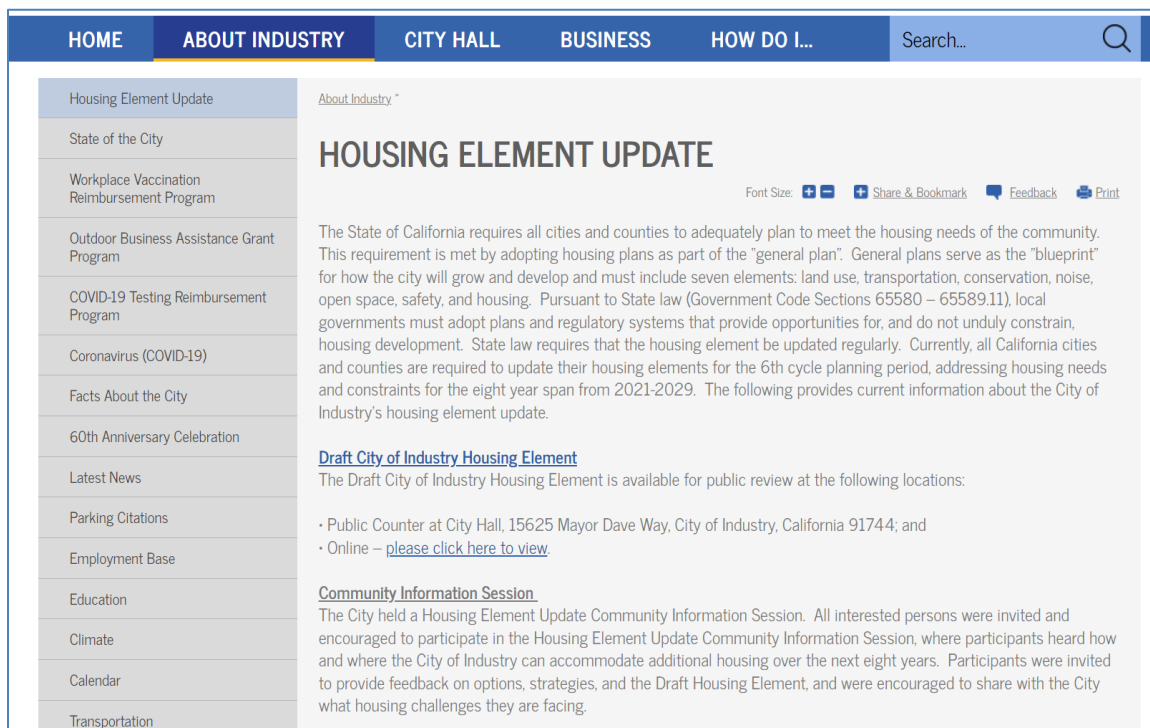 HOME ABOUT INDUSTRY CITY HALL BUSINESS HOW DO I... Search...
Housing Element Update
State of the City
Workplace Vaccination
Reimbursement Program
Outdoor Business Assistance Grant
Program
COVID-19 Testing Reimbursement
Program
Coronavirus (COVID-19)
Facts About the City
60th Anniversary Celebration
Latest News
Parking Citations
Employment Base
Education
Climate
Calendar
Transportation
About Industry "
HOUSING ELEMENT UPDATE
Font Size: Share & Bookmark Feedback Print
The State of California requires all cities and counties to adequately plan to meet the housing needs of the community.
This requirement is met by adopting housing plans as part of the "general plan". General plans serve as the "blueprint"
for how the city will grow and develop and must include seven elements: land use, transportation, conservation, noise,
open space, safety, and housing. Pursuant to State law (Government Code Sections 65580 – 65589.11), local
governments must adopt plans and regulatory systems that provide opportunities for, and do not unduly constrain,
housing development. State law requires that the housing element be updated regularly. Currently, all California cities
and counties are required to update their housing elements for the 6th cycle planning period, addressing housing needs
and constraints for the eight year span from 2021-2029. The following provides current information about the City of
Industry's housing element update.
Draft City of Industry Housing Element
The Draft City of Industry Housing Element is available for public review at the following locations:
• Public Counter at City Hall, 15625 Mayor Dave Way, City of Industry, California 91744; and
• Online – please click here to view.
Community Information Session
The City held a Housing Element Update Community Information Session. All interested persons were invited and
encouraged to participate in the Housing Element Update Community Information Session, where participants heard how
and where the City of Industry can accommodate additional housing over the next eight years. Participants were invited
to provide feedback on options, strategies, and the Draft Housing Element, and were encouraged to share with the City
what housing challenges they are facing.